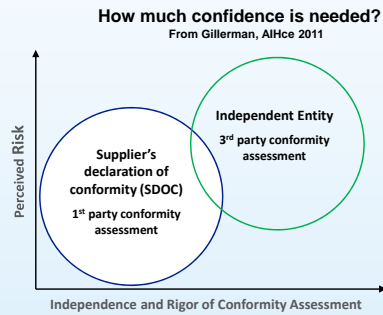 How much confidence is needed?
From Gillerman, AIHce 2011
Perceived Risk
Supplier's
declaration of
conformity (SDOC)
1st party conformity
assessment
Independent Entity
3rd party conformity
assessment
Independence and Rigor of Conformity Assessment